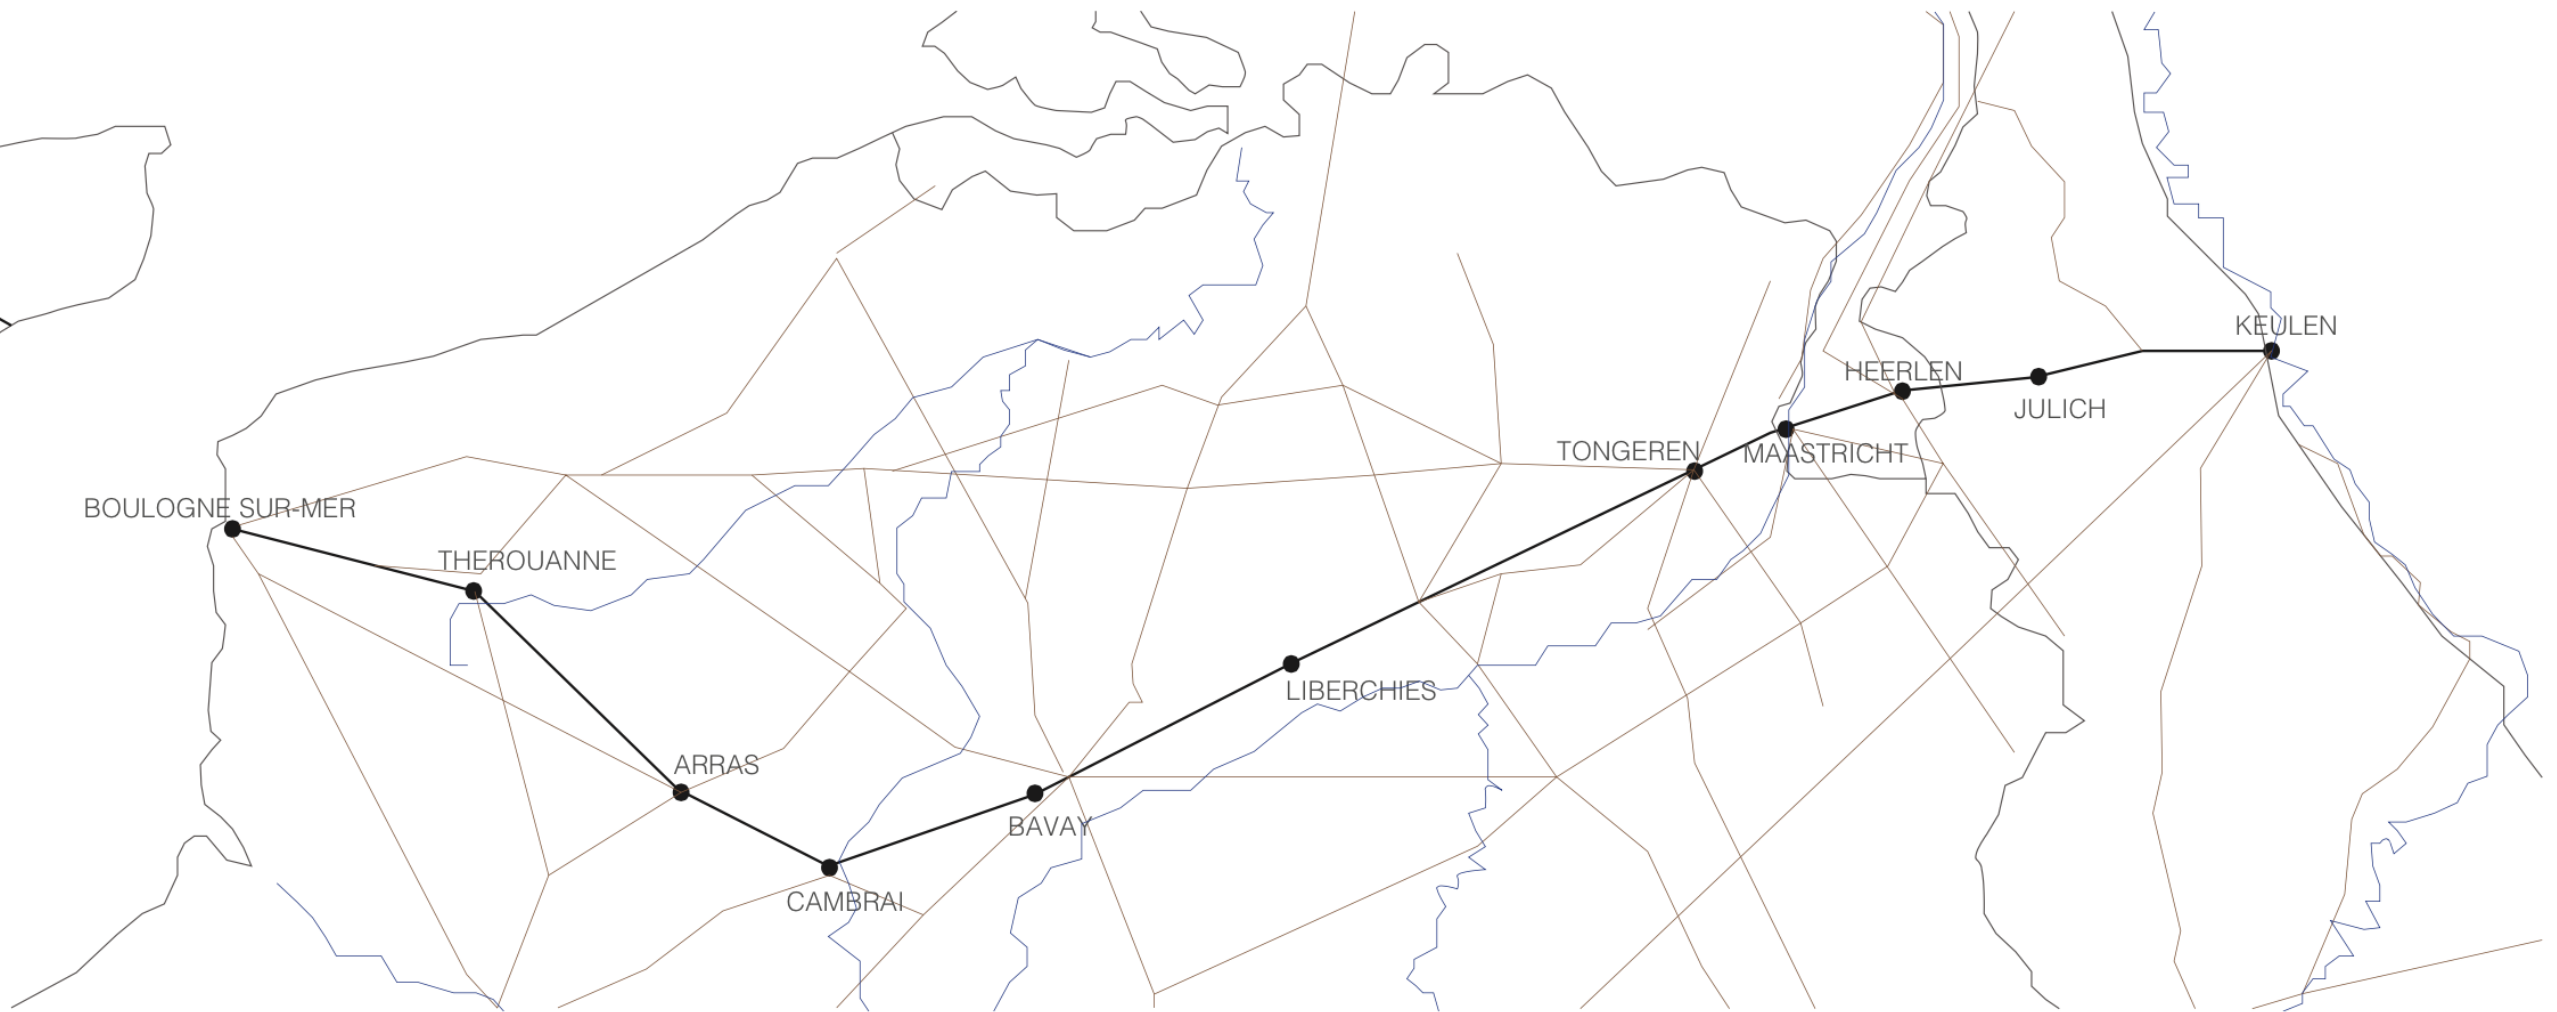 KEULEN
HEERLEN
JULICH
TONGEREN
MAASTRICHT
BOULOGNE SUR-MER
THEROUANNE
LIBERCHIES
ARRAS
BAVAY
CAMBRAI